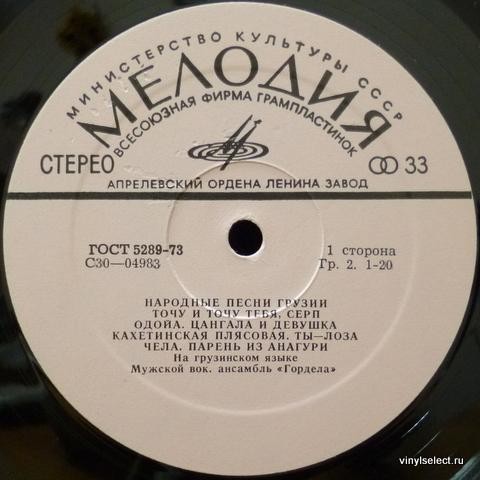 МИНИСТЕРСТВО КУЛЬТУРЫ СССР
МЕЛОДИЯ
ВСЕСОЮЗНАЯ ФИРМА ГРАМПЛАСТИНОК
СТЕРЕО
33
АПРЕЛЕВСКИЙ ОРДЕНА ЛЕНИНА ЗАВОД
ГОСТ 5289-73
1 сторона
С30—04983
Гр. 2. 1-20
НАРОДНЫЕ ПЕСНИ ГРУЗИИ
ТОЧУ И ТОЧУ ТЕБЯ, СЕРП
ОДОЙА. ЦАНГАЛА И ДЕВУШКА
КАХЕТИНСКАЯ ПЛЯСОВАЯ. ТЫ—ЛОЗА
ЧЕЛА. ПАРЕНЬ ИЗ АНАГУРИ
На грузинском языке
Мужской вок. ансамбль «Гордела»
vinylselect.ru